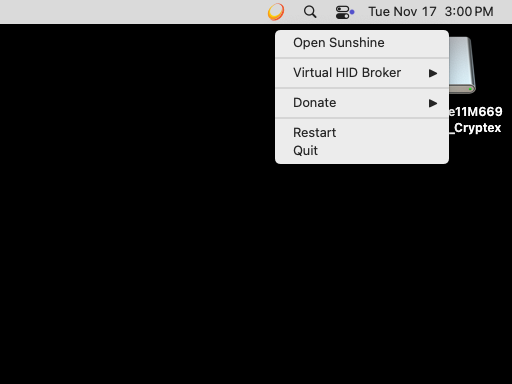 Tue Nov 17 3:00 PM
Open Sunshine
Virtual HID Broker
Donate
Restart
Quit
e11M669
_Cryptex